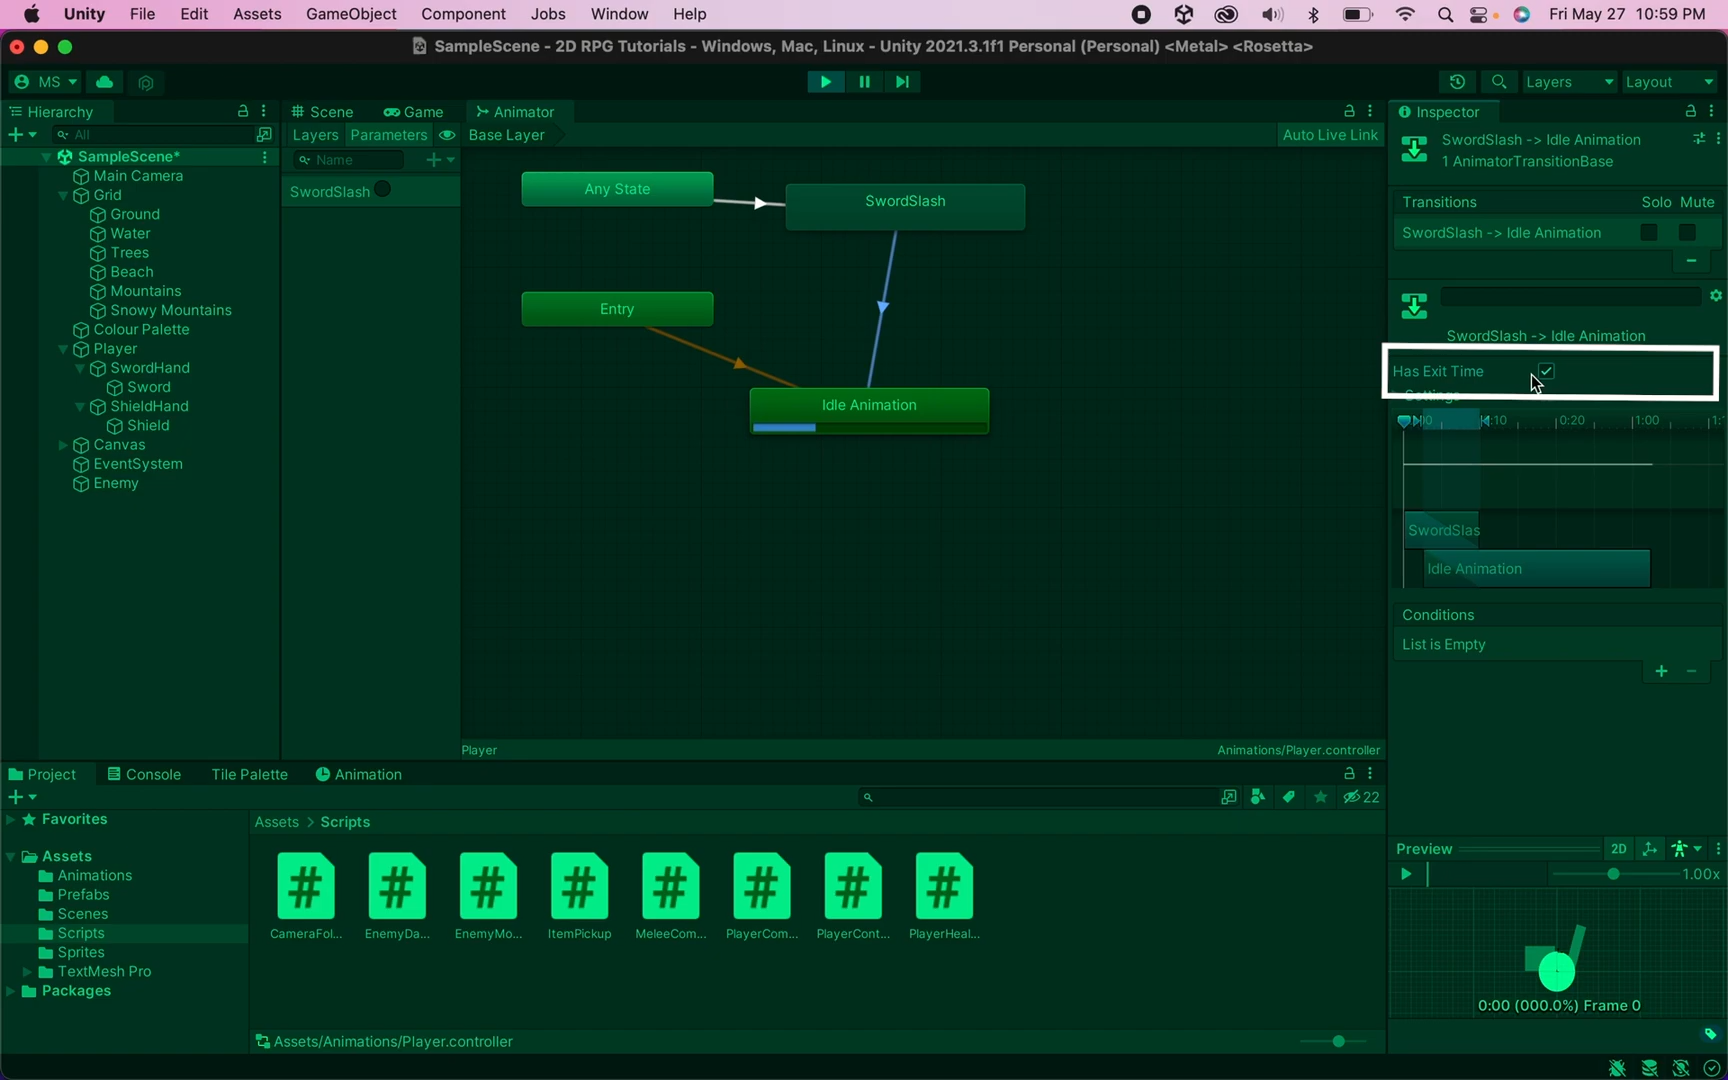 Unity File Edit Assets GameObject Component Jobs Window Help Fri May 27 10:59 PM
SampleScene - 2D RPG Tutorials - Windows, Mac, Linux - Unity 2021.3.1f1 Personal (Personal) <Metal> <Rosetta>
MS Layers Layout
Hierarchy
All
SampleScene*
Main Camera
Grid
Ground
Water
Trees
Beach
Mountains
Snowy Mountains
Colour Palette
Player
SwordHand
Sword
ShieldHand
Shield
Canvas
EventSystem
Enemy
Scene Game Animator
Layers Parameters Base Layer Auto Live Link
Name
SwordSlash
Any State
SwordSlash
Entry
Idle Animation
Player Animations/Player.controller
Inspector
SwordSlash -> Idle Animation
1 AnimatorTransitionBase
Transitions Solo Mute
SwordSlash -> Idle Animation
SwordSlash -> Idle Animation
Has Exit Time
Settings
:10 0:20 1:00
SwordSlas
Idle Animation
Conditions
List is Empty
Preview 2D
1.00x
0:00 (000.0%) Frame 0
Project Console Tile Palette Animation
22
Favorites
Assets
Animations
Prefabs
Scenes
Scripts
Sprites
TextMesh Pro
Packages
Assets > Scripts
CameraFol... EnemyDa... EnemyMo... ItemPickup MeleeCom... PlayerCom... PlayerCont... PlayerHeal...
Assets/Animations/Player.controller